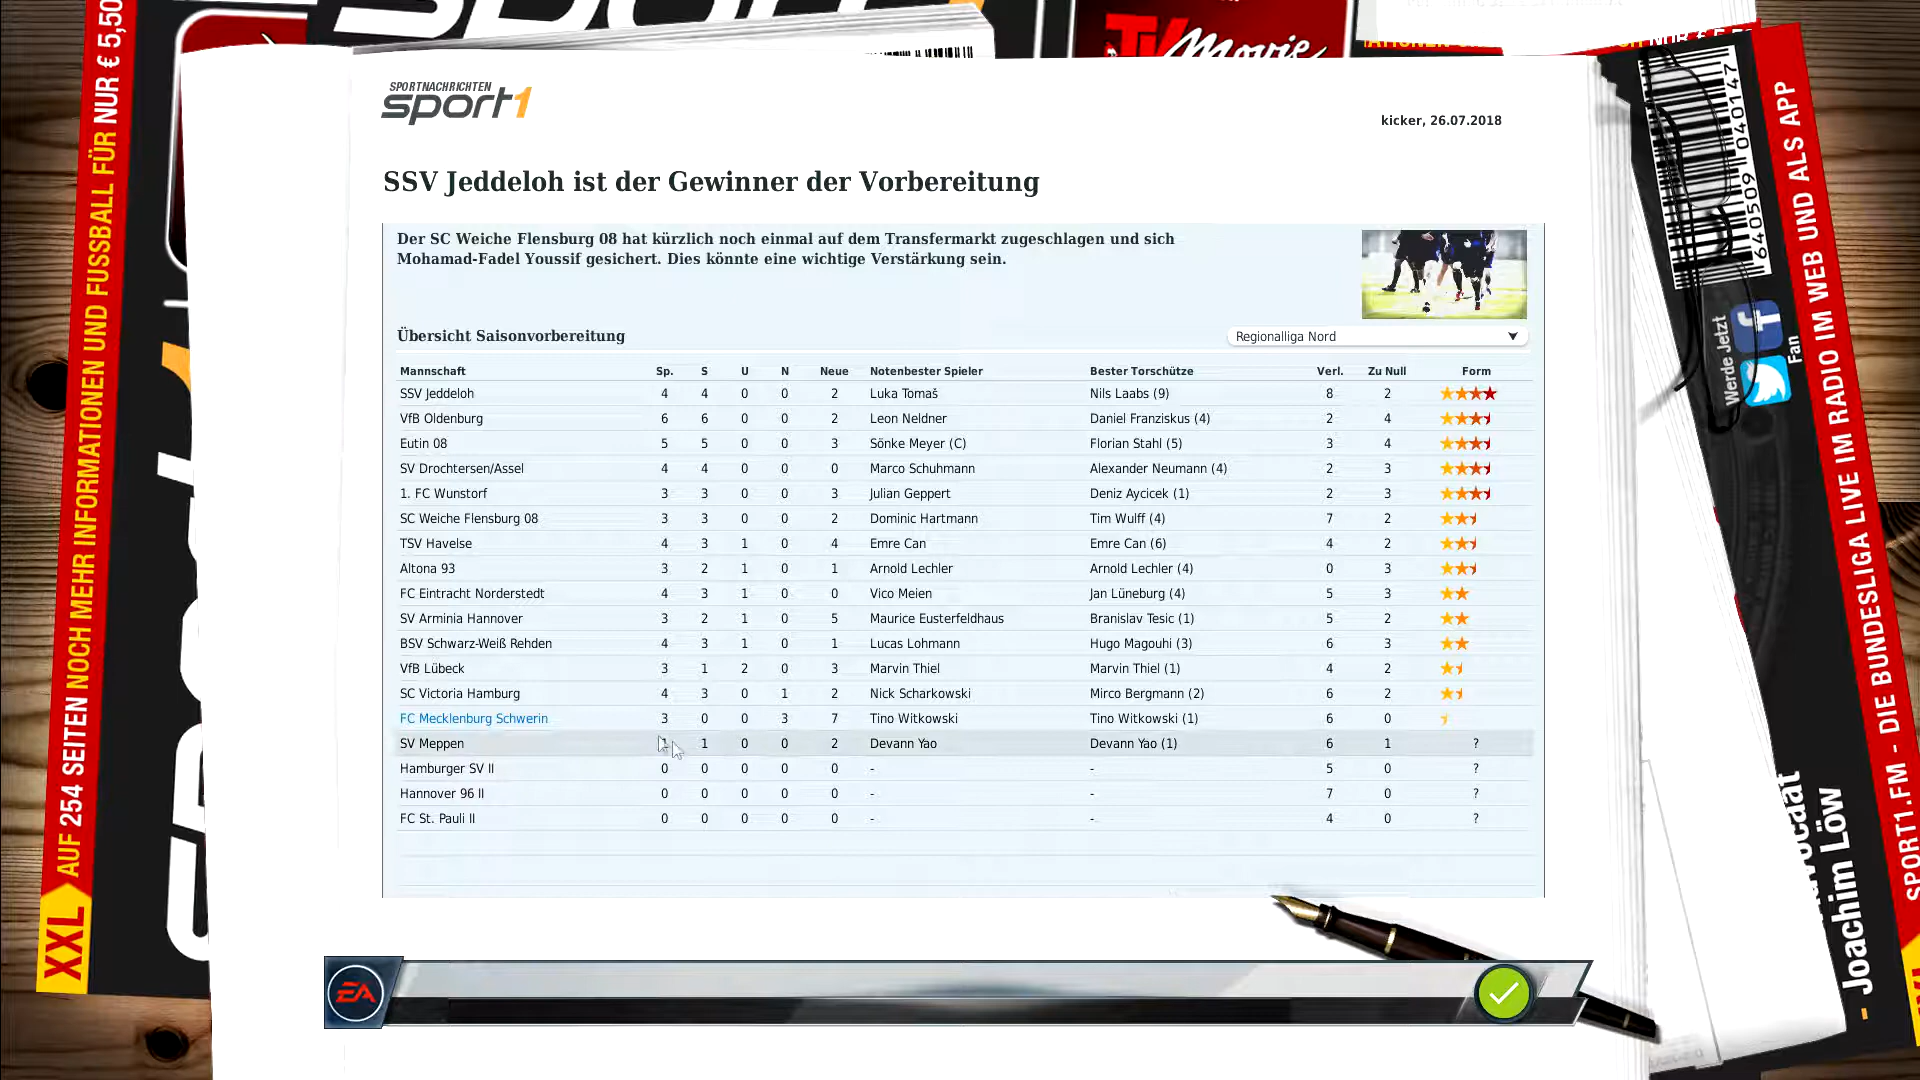 SPORTNACHRICHTEN
sport1
kicker, 26.07.2018
SSV Jeddeloh ist der Gewinner der Vorbereitung
Der SC Weiche Flensburg 08 hat kürzlich noch einmal auf dem Transfermarkt zugeschlagen und sich
Mohamad-Fadel Youssif gesichert. Dies könnte eine wichtige Verstärkung sein.
Übersicht Saisonvorbereitung
Regionalliga Nord
Mannschaft Sp. S U N Neue Notenbester Spieler Bester Torschütze Verl. Zu Null Form
SSV Jeddeloh 4 4 0 0 2 Luka Tomaš Nils Laabs (9) 8 2
VfB Oldenburg 6 6 0 0 2 Leon Neldner Daniel Franziskus (4) 2 4
Eutin 08 5 5 0 0 3 Sönke Meyer (C) Florian Stahl (5) 3 4
SV Drochtersen/Assel 4 4 0 0 0 Marco Schuhmann Alexander Neumann (4) 2 3
1. FC Wunstorf 3 3 0 0 3 Julian Geppert Deniz Aycicek (1) 2 3
SC Weiche Flensburg 08 3 3 0 0 2 Dominic Hartmann Tim Wulff (4) 7 2
TSV Havelse 4 3 1 0 4 Emre Can Emre Can (6) 4 2
Altona 93 3 2 1 0 1 Arnold Lechler Arnold Lechler (4) 0 3
FC Eintracht Norderstedt 4 3 1 0 0 Vico Meien Jan Lüneburg (4) 5 3
SV Arminia Hannover 3 2 1 0 5 Maurice Eusterfeldhaus Branislav Tesic (1) 5 2
BSV Schwarz-Weiß Rehden 4 3 1 0 1 Lucas Lohmann Hugo Magouhi (3) 6 3
VfB Lübeck 3 1 2 0 3 Marvin Thiel Marvin Thiel (1) 4 2
SC Victoria Hamburg 4 3 0 1 2 Nick Scharkowski Mirco Bergmann (2) 6 2
FC Mecklenburg Schwerin 3 0 0 3 7 Tino Witkowski Tino Witkowski (1) 6 0
SV Meppen 1 1 0 0 2 Devann Yao Devann Yao (1) 6 1 ?
Hamburger SV II 0 0 0 0 0 - - 5 0 ?
Hannover 96 II 0 0 0 0 0 - - 7 0 ?
FC St. Pauli II 0 0 0 0 0 - - 4 0 ?
EA
XXL AUF 254 SEITEN NOCH MEHR INFORMATIONEN UND FUSSBALL FÜR NUR € 5,50
TV Movie
640509 040147
Werde Jetzt
Fan
- Joachim Löw
SPORT1.FM - DIE BUNDESLIGA LIVE IM RADIO IM WEB UND ALS APP